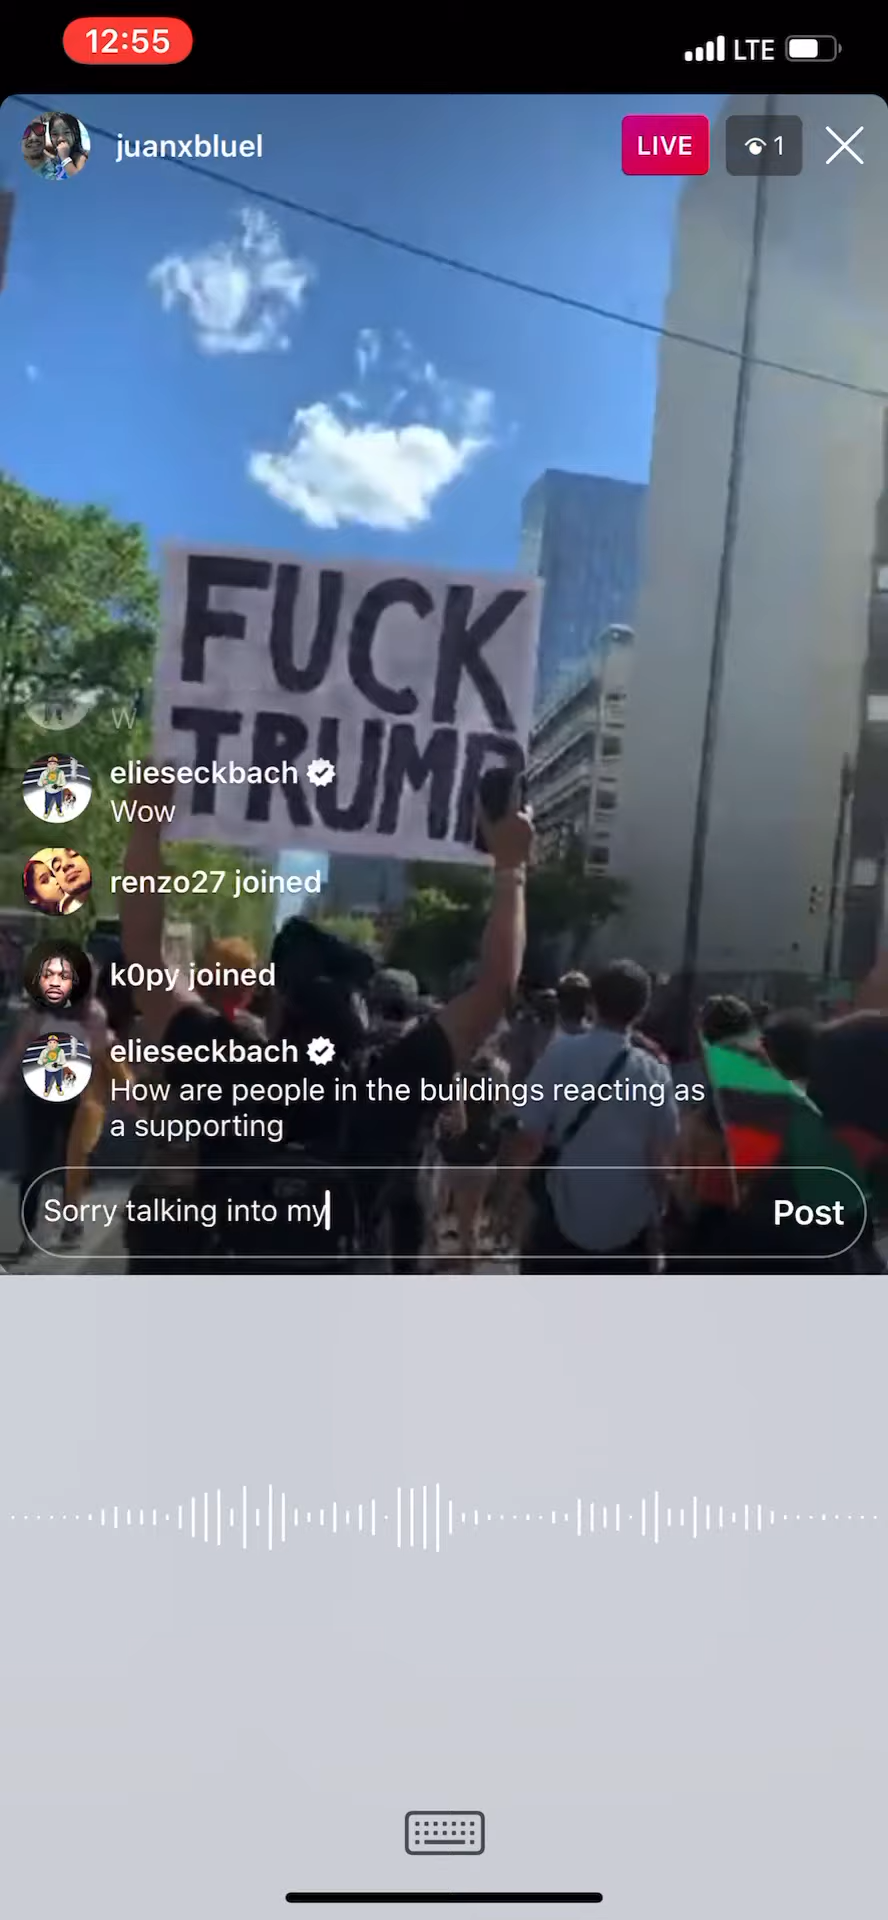 12:55
LTE
juanxbluel
LIVE
1
FUCK
TRUMP
W
elieseckbach
Wow
renzo27 joined
k0py joined
elieseckbach
How are people in the buildings reacting as
a supporting
Sorry talking into my
Post